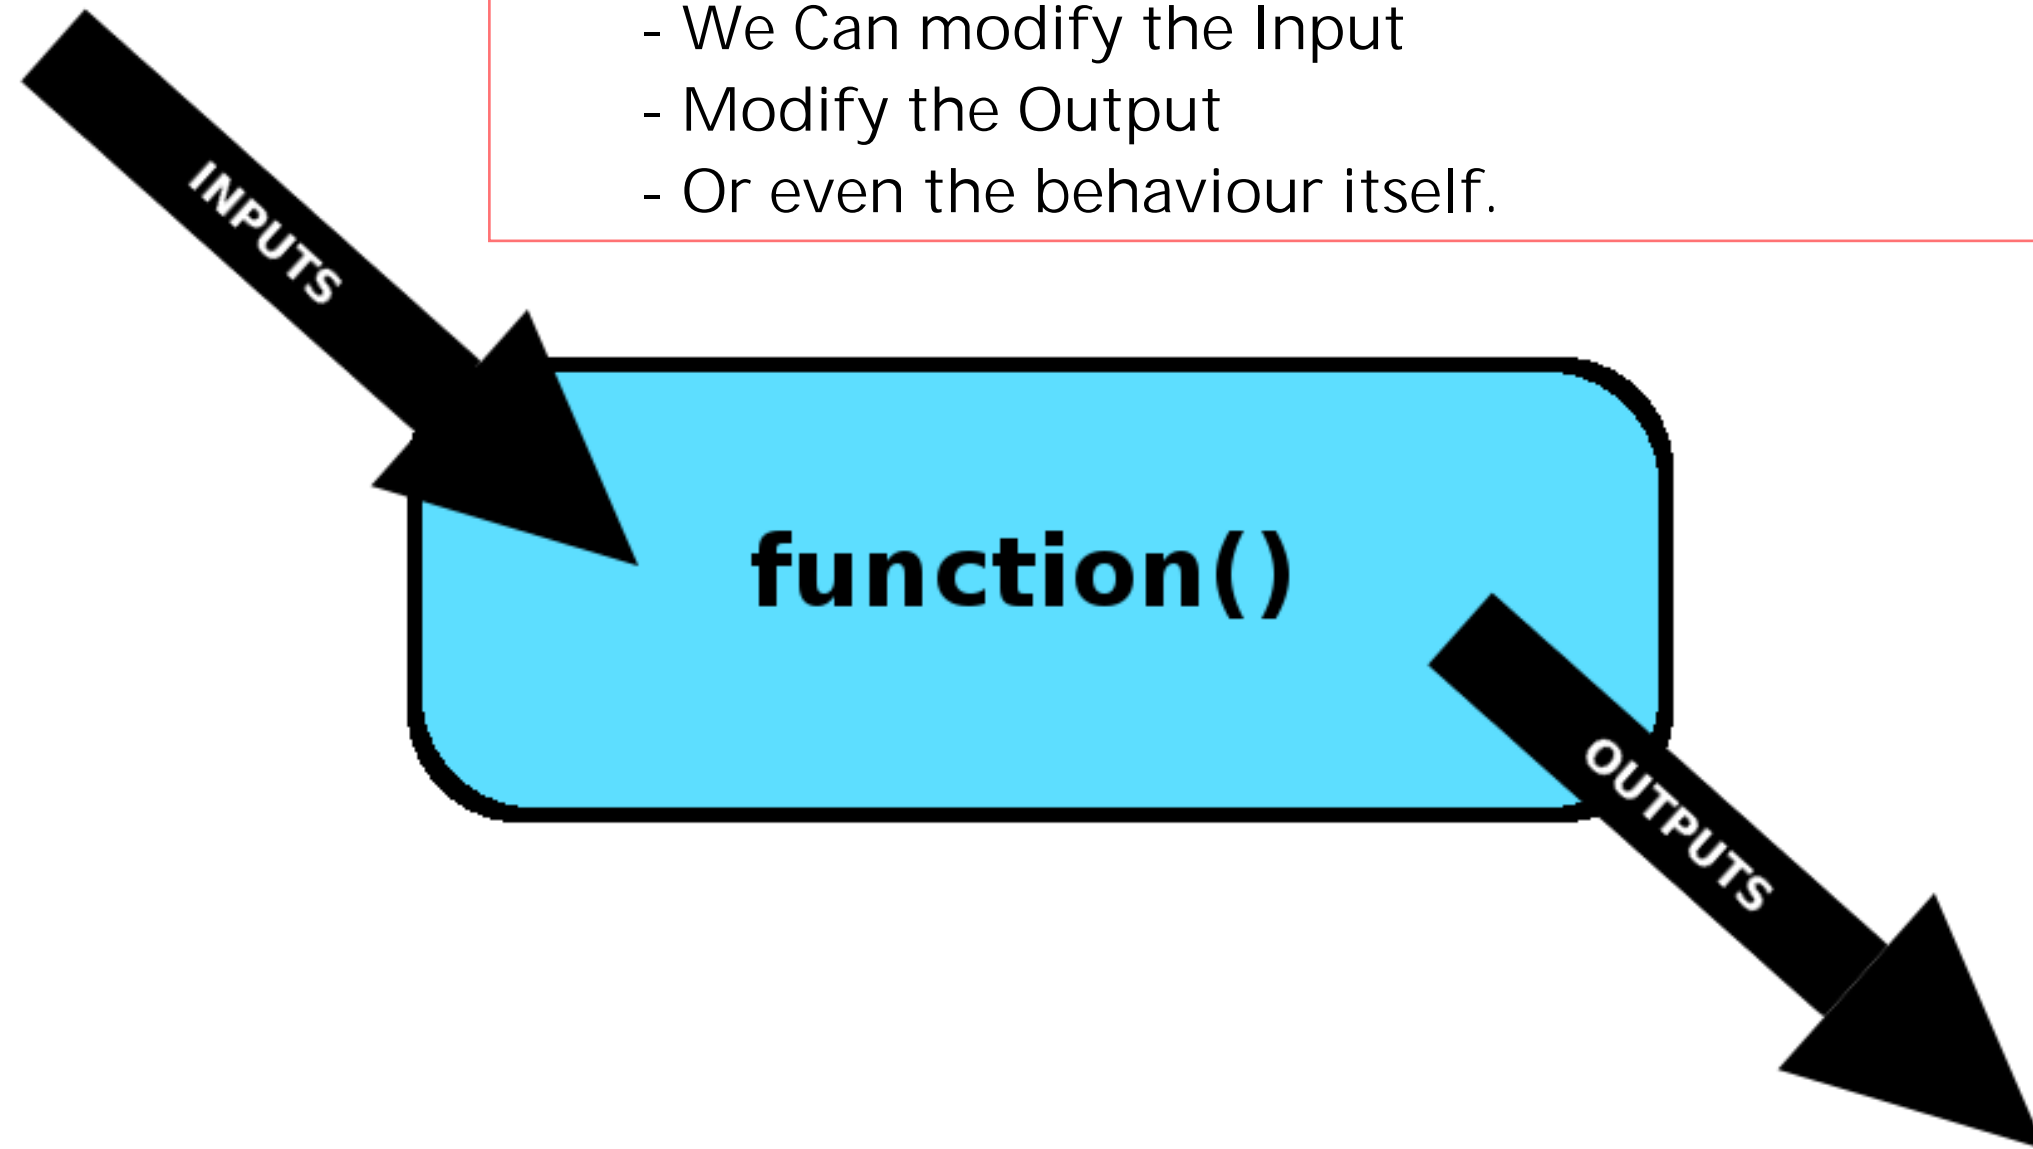 - We Can modify the Input
- Modify the Output
- Or even the behaviour itself.
INPUTS
function()
OUTPUTS